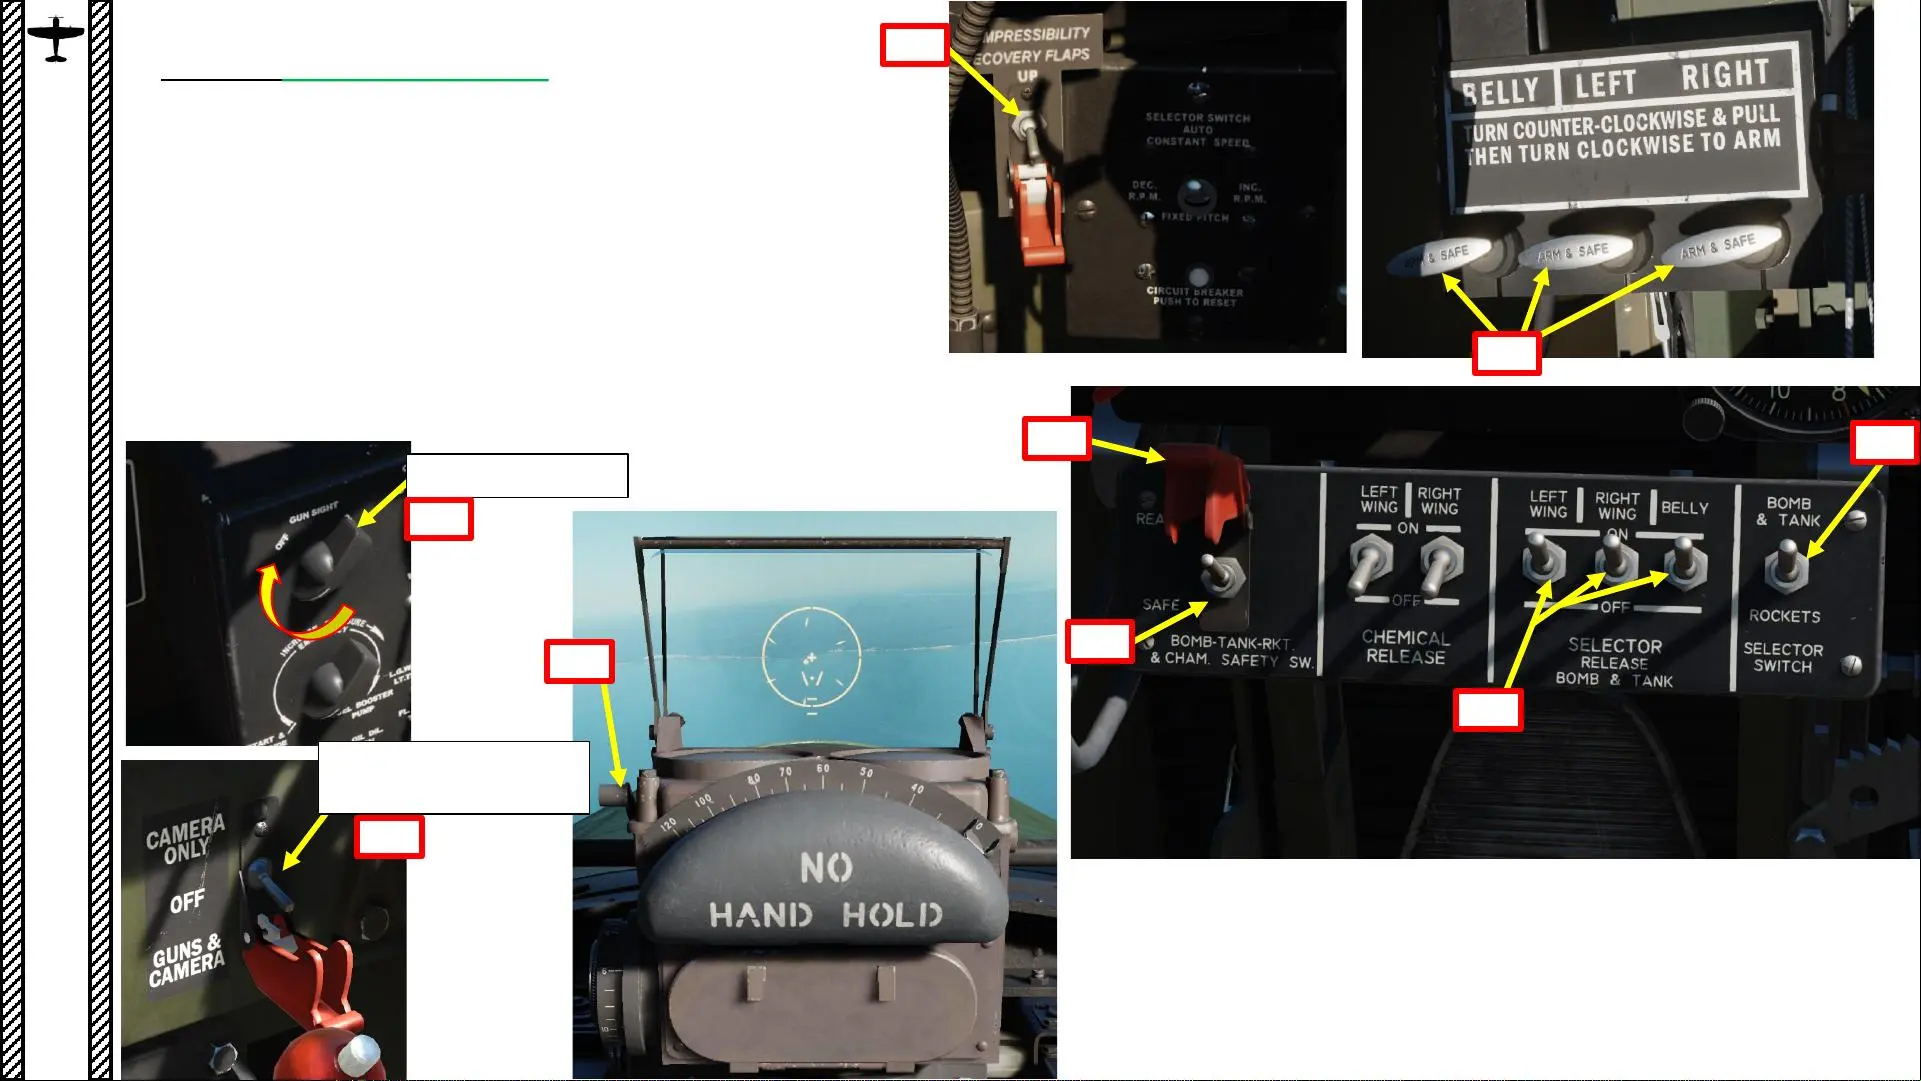 MPRESSIBILITY
ECOVERY FLAPS
UP
SELECTOR SWITCH
AUTO
CONSTANT SPEED
DEC.
R.P.M.
INC.
R.P.M.
FIXED PITCH
CIRCUIT BREAKER
PUSH TO RESET
BELLY LEFT RIGHT
TURN COUNTER-CLOCKWISE & PULL
THEN TURN CLOCKWISE TO ARM
ARM & SAFE
ARM & SAFE
ARM & SAFE
10 8
REA
SAFE
BOMB-TANK-RKT.
& CHAM. SAFETY SW.
LEFT WING
RIGHT WING
ON
OFF
CHEMICAL
RELEASE
LEFT WING
RIGHT WING
BELLY
ON
OFF
SELECTOR
RELEASE
BOMB & TANK
BOMB
& TANK
ROCKETS
SELECTOR
SWITCH
GUN SIGHT
OFF
PUMP
120 100 80 70 60 50 40
NO
HAND HOLD
CAMERA
ONLY
OFF
GUNS &
CAMERA